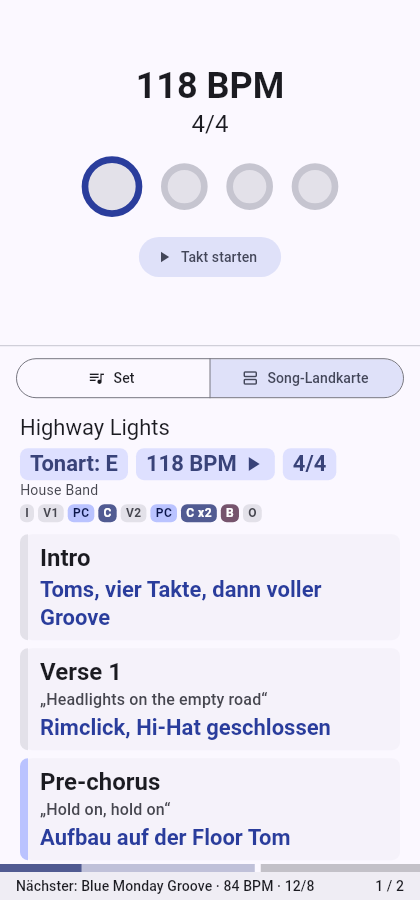 118 BPM
4/4
Takt starten
Set
Song-Landkarte
Highway Lights
Tonart: E
118 BPM
4/4
House Band
I V1 PC C V2 PC C x2 B O
Intro
Toms, vier Takte, dann voller
Groove
Verse 1
„Headlights on the empty road“
Rimclick, Hi-Hat geschlossen
Pre-chorus
„Hold on, hold on“
Aufbau auf der Floor Tom
Nächster: Blue Monday Groove · 84 BPM · 12/8
1 / 2